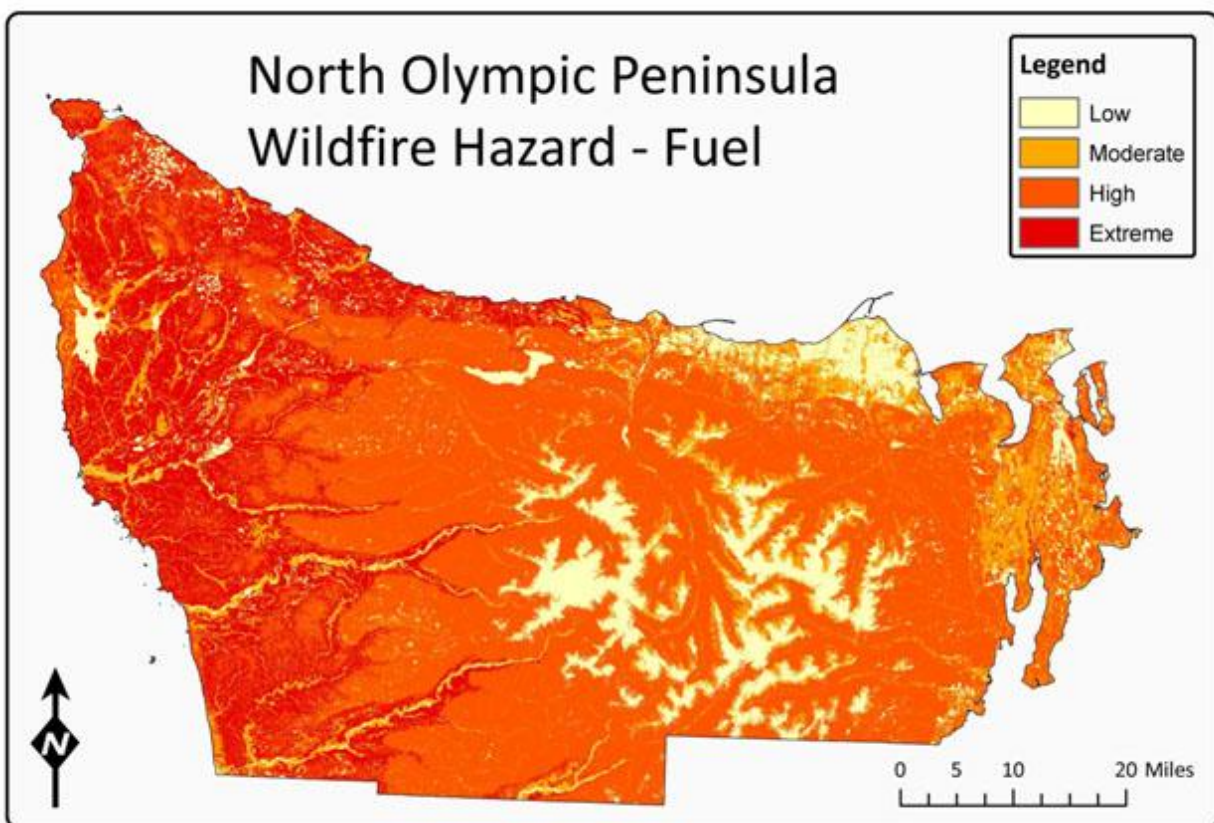 North Olympic Peninsula
Wildfire Hazard - Fuel
Legend
Low
Moderate
High
Extreme
N
0 5 10 20 Miles